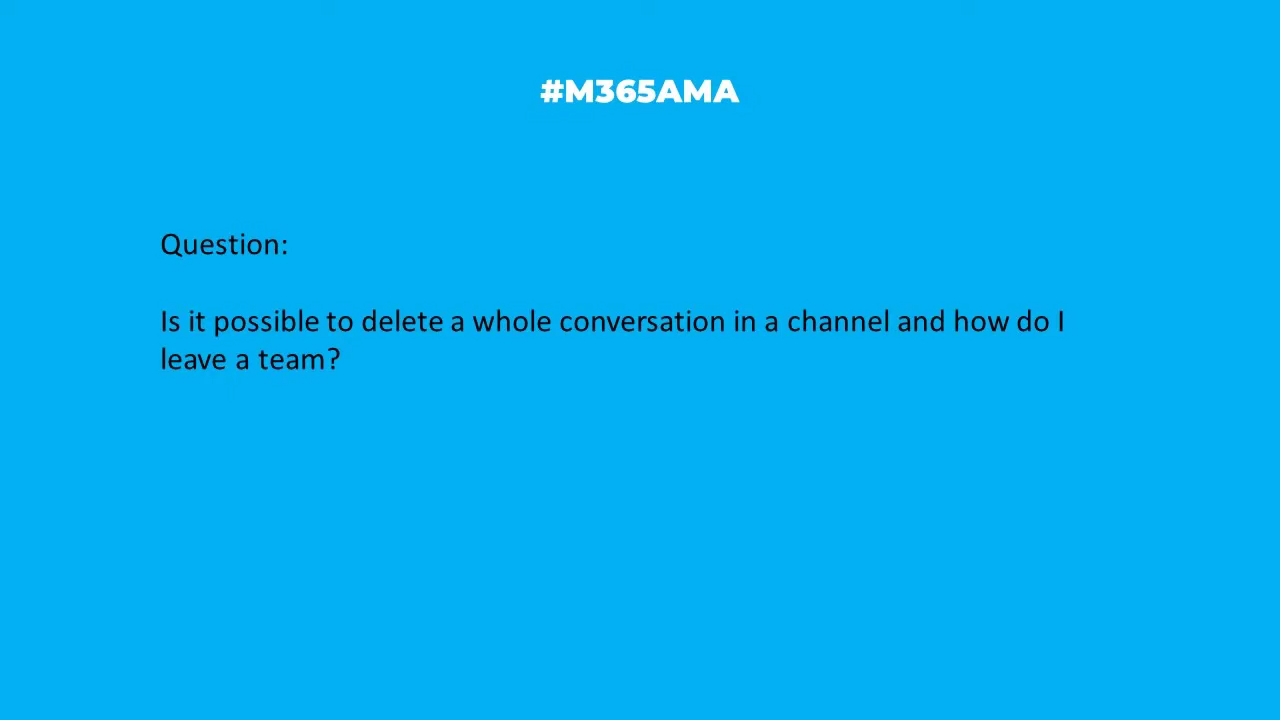 #M365AMA
Question:
Is it possible to delete a whole conversation in a channel and how do I
leave a team?